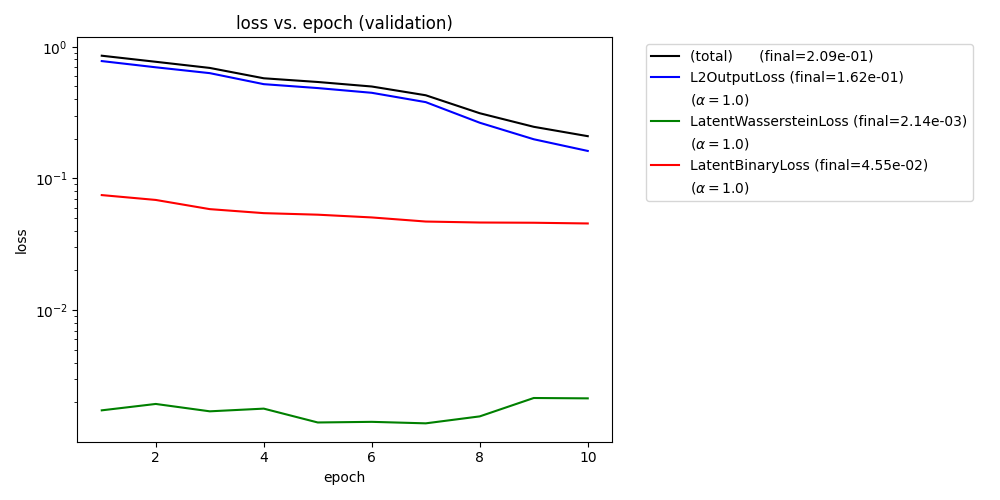 loss vs. epoch (validation)
10⁰
10⁻¹
10⁻²
loss
2 4 6 8 10
epoch
(total) (final=2.09e-01)
L2OutputLoss (final=1.62e-01)
(α = 1.0)
LatentWassersteinLoss (final=2.14e-03)
(α = 1.0)
LatentBinaryLoss (final=4.55e-02)
(α = 1.0)